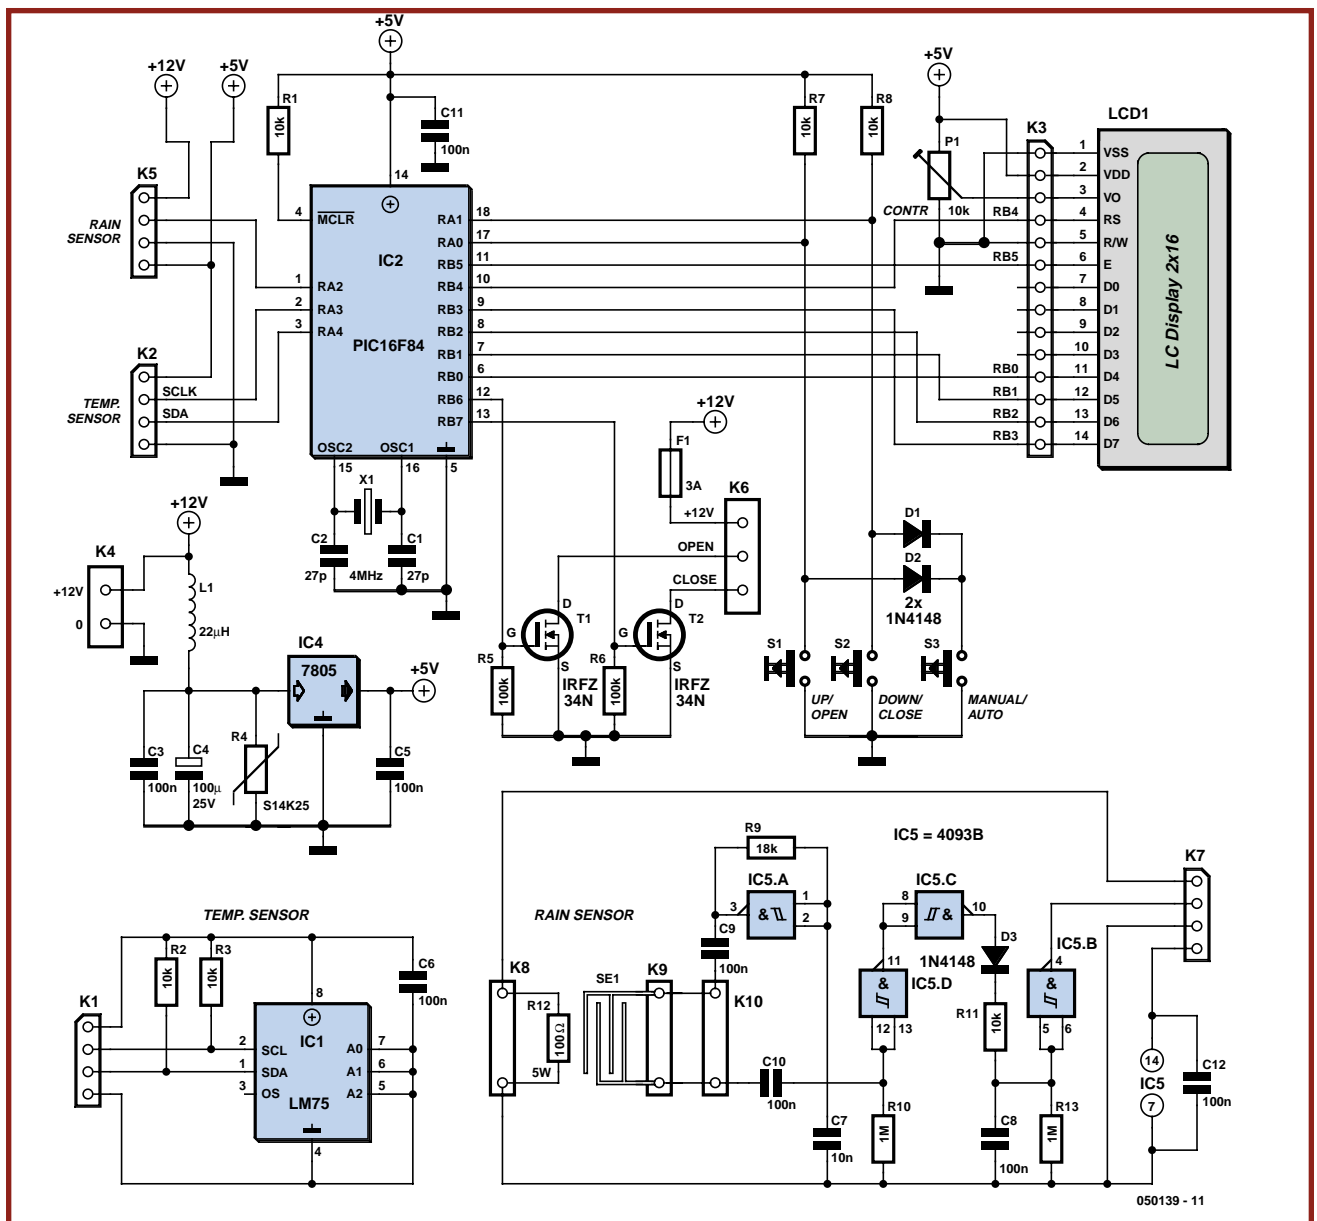 +5V
+12V
+5V
+5V
R1
10k
C11
100n
R7
10k
R8
10k
LCD1
K3
P1
10k
CONTR
K5
RAIN
SENSOR
14
4
MCLR
IC2
PIC16F84
1
RA2
2
RA3
3
RA4
RA1
18
RA0
17
RB5
11
RB4
10
RB3
9
RB2
8
RB1
7
RB0
6
RB6
12
RB7
13
OSC2
OSC1
15
16
5
RB4
RB5
RB0
RB1
RB2
RB3
1
VSS
2
VDD
3
VO
4
RS
5
R/W
6
E
7
D0
8
D1
9
D2
10
D3
11
D4
12
D5
13
D6
14
D7
LC Display 2x16
K2
TEMP.
SENSOR
SCLK
SDA
X1
4MHz
C2
27p
C1
27p
+12V
F1
3A
K6
+12V
OPEN
CLOSE
+12V
K4
+12V
0
L1
22µH
IC4
7805
+5V
C3
100n
C4
100µ
25V
R4
S14K25
C5
100n
D
G
S
T1
IRFZ
34N
R5
100k
D
G
S
T2
IRFZ
34N
R6
100k
D1
D2
2x
1N4148
S1
S2
S3
UP/
OPEN
DOWN/
CLOSE
MANUAL/
AUTO
TEMP. SENSOR
K1
R2
10k
R3
10k
C6
100n
8
IC1
LM75
2
SCL
1
SDA
3
OS
A0
7
A1
6
A2
5
4
RAIN SENSOR
K8
R12
100Ω
5W
SE1
K9
K10
R9
18k
IC5.A
&
3
1
2
C9
100n
C10
100n
C7
10n
IC5 = 4093B
IC5.C
8
9
&
10
D3
1N4148
11
&
IC5.D
12
13
R11
10k
IC5.B
4
&
5
6
R10
1M
C8
100n
R13
1M
K7
14
IC5
7
C12
100n
050139 - 11